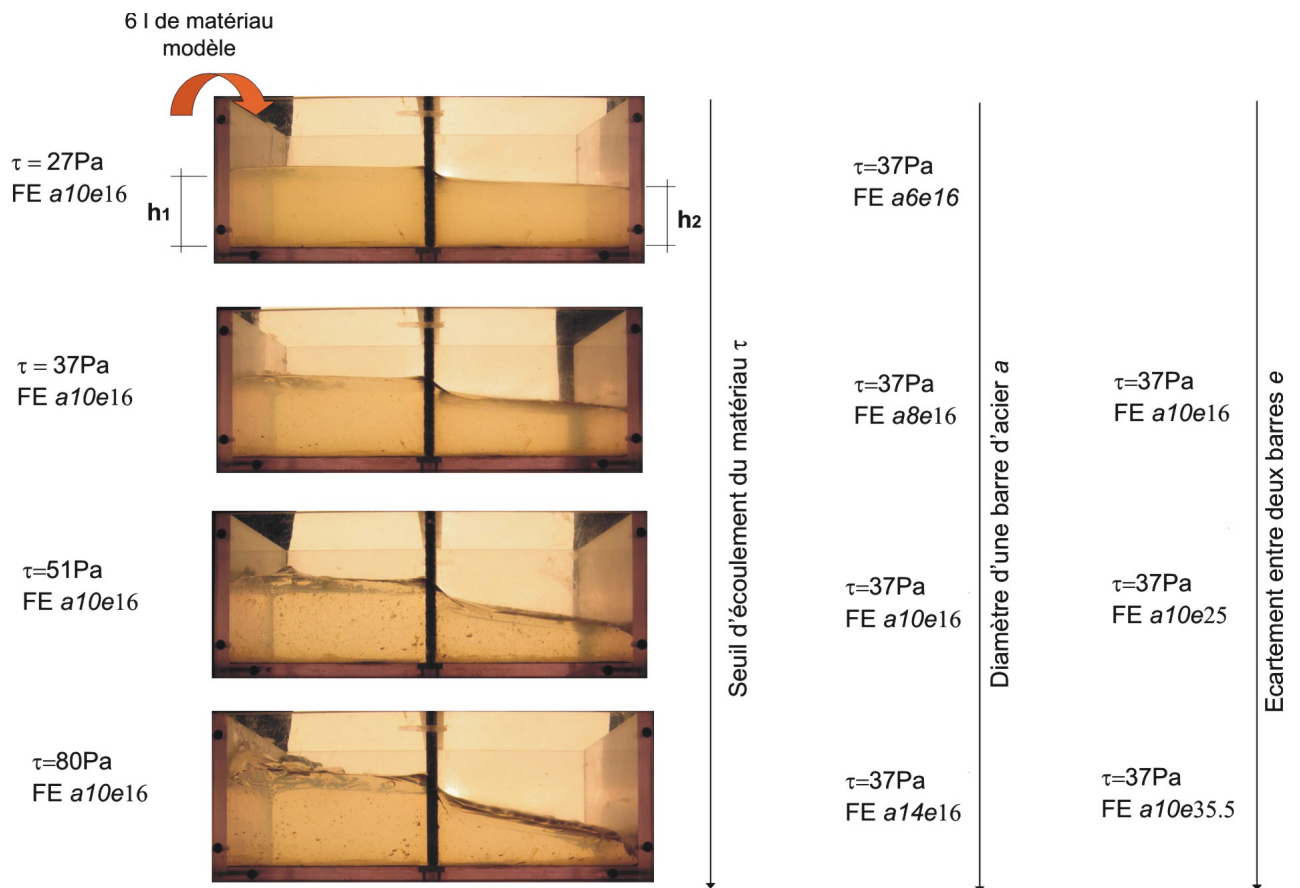 6 l de matériau
modèle
τ = 27Pa
FE a10e16
h1
h2
τ = 37Pa
FE a10e16
τ=51Pa
FE a10e16
τ=80Pa
FE a10e16
Seuil d'écoulement du matériau τ
τ=37Pa
FE a6e16
τ=37Pa
FE a8e16
τ=37Pa
FE a10e16
τ=37Pa
FE a14e16
Diamètre d'une barre d'acier a
τ=37Pa
FE a10e16
τ=37Pa
FE a10e25
τ=37Pa
FE a10e35.5
Ecartement entre deux barres e